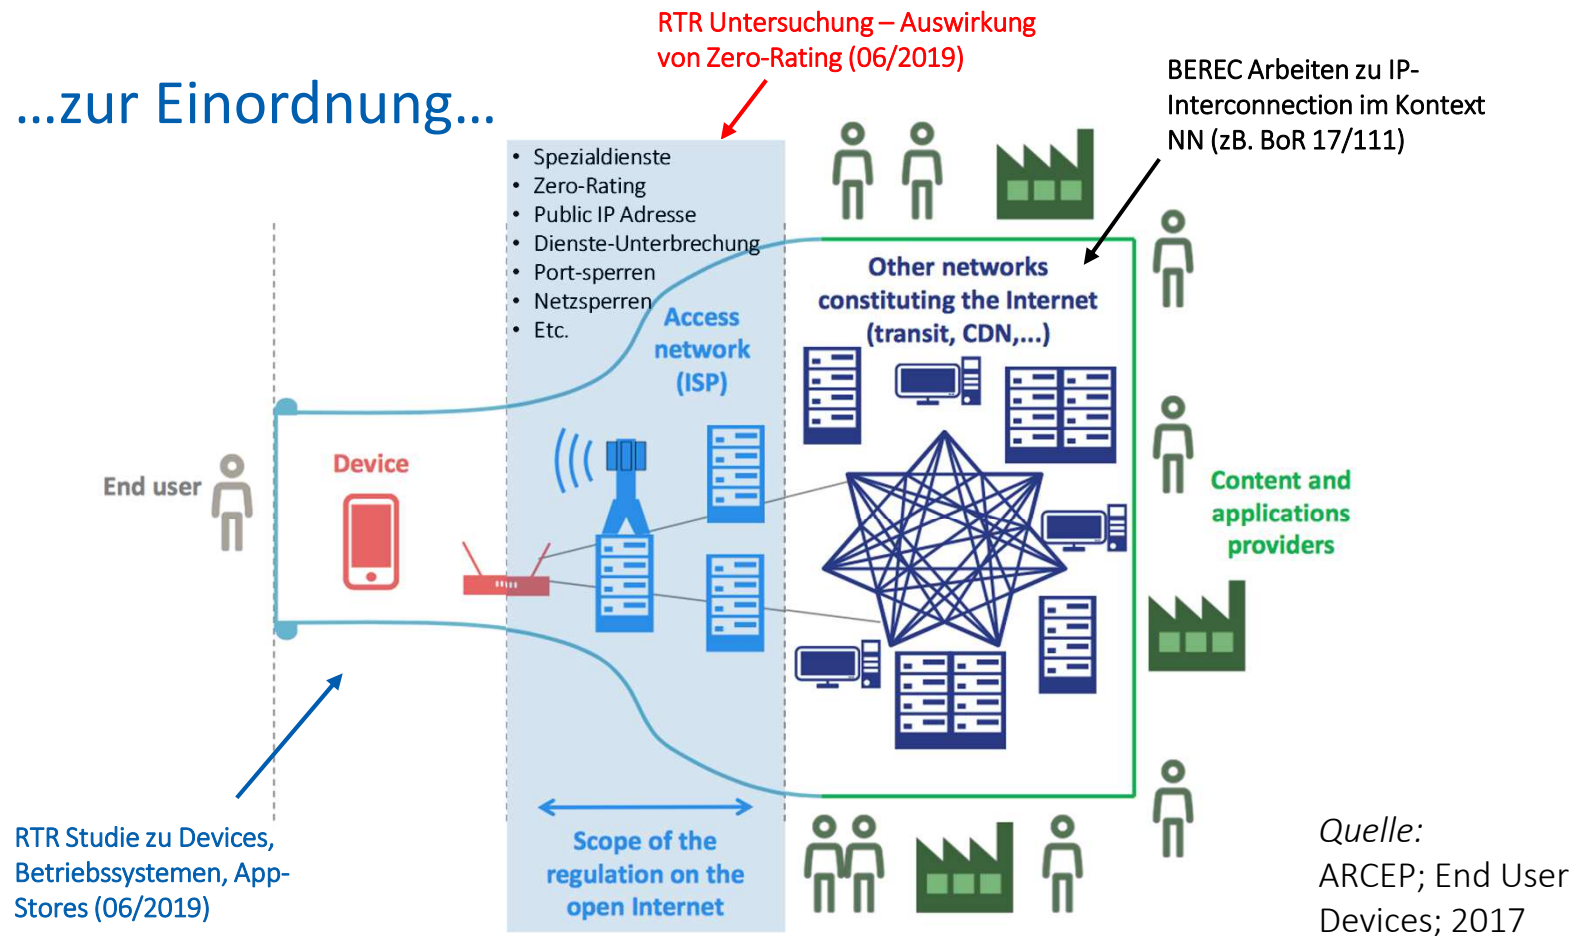 ...zur Einordnung...
RTR Untersuchung – Auswirkung
von Zero-Rating (06/2019)
BEREC Arbeiten zu IP-
Interconnection im Kontext
NN (zB. BoR 17/111)
• Spezialdienste
• Zero-Rating
• Public IP Adresse
• Dienste-Unterbrechung
• Port-sperren
• Netzsperren
• Etc.
Access
network
(ISP)
Other networks
constituting the Internet
(transit, CDN,...)
End user
Device
Content and
applications
providers
Scope of the
regulation on the
open Internet
RTR Studie zu Devices,
Betriebssystemen, App-
Stores (06/2019)
Quelle:
ARCEP; End User
Devices; 2017